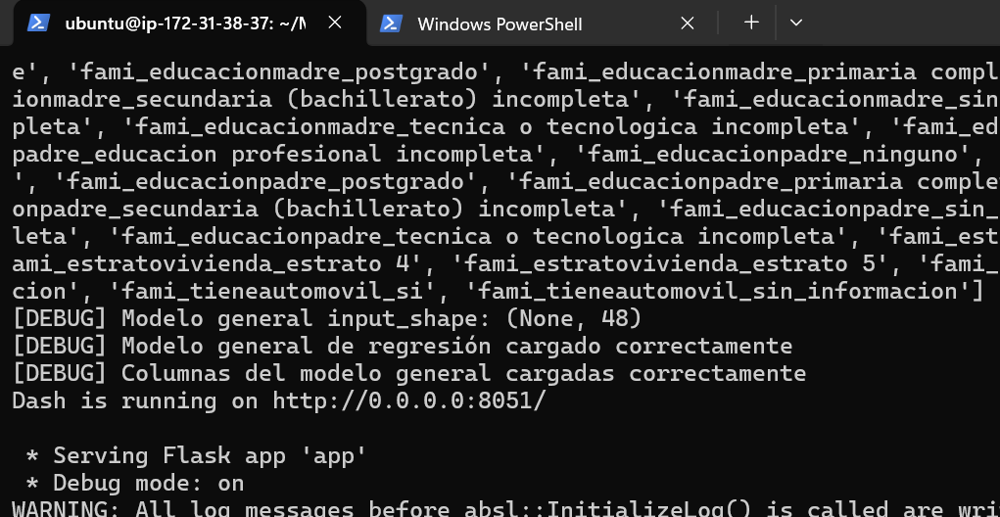 ubuntu@ip-172-31-38-37: ~/
Windows PowerShell
e', 'fami_educacionmadre_postgrado', 'fami_educacionmadre_primaria compl
ionmadre_secundaria (bachillerato) incompleta', 'fami_educacionmadre_sin
pleta', 'fami_educacionmadre_tecnica o tecnologica incompleta', 'fami_ed
padre_educacion profesional incompleta', 'fami_educacionpadre_ninguno',
', 'fami_educacionpadre_postgrado', 'fami_educacionpadre_primaria comple
onpadre_secundaria (bachillerato) incompleta', 'fami_educacionpadre_sin_
leta', 'fami_educacionpadre_tecnica o tecnologica incompleta', 'fami_est
ami_estratovivienda_estrato 4', 'fami_estratovivienda_estrato 5', 'fami_
cion', 'fami_tieneautomovil_si', 'fami_tieneautomovil_sin_informacion']
[DEBUG] Modelo general input_shape: (None, 48)
[DEBUG] Modelo general de regresión cargado correctamente
[DEBUG] Columnas del modelo general cargadas correctamente
Dash is running on http://0.0.0.0:8051/
* Serving Flask app 'app'
* Debug mode: on
WARNING: All log messages before absl::InitializeLog() is called are wri